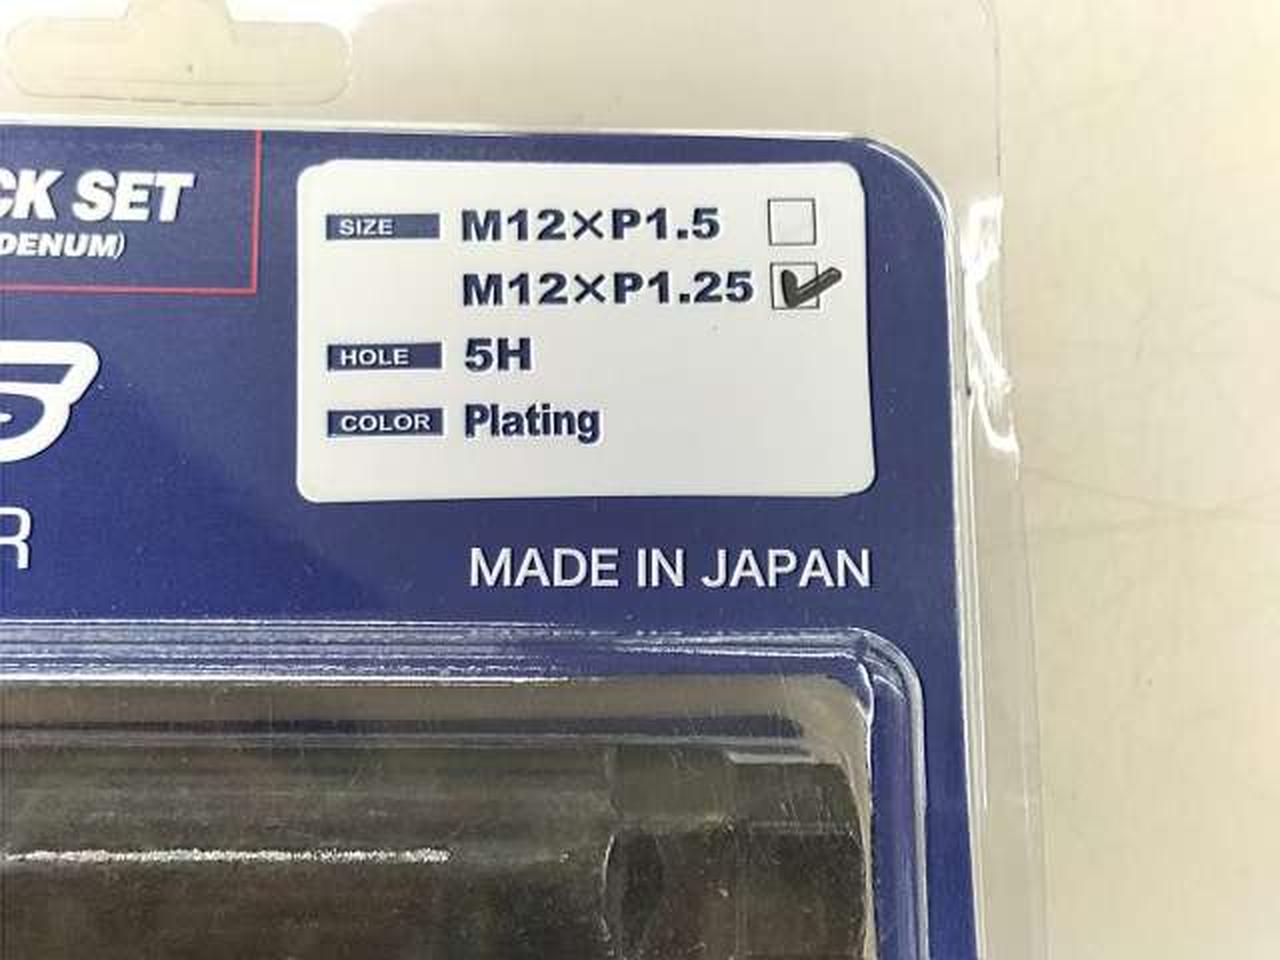 CK SET
DENUM)
SIZE M12×P1.5
M12×P1.25
HOLE 5H
COLOR Plating
R
MADE IN JAPAN